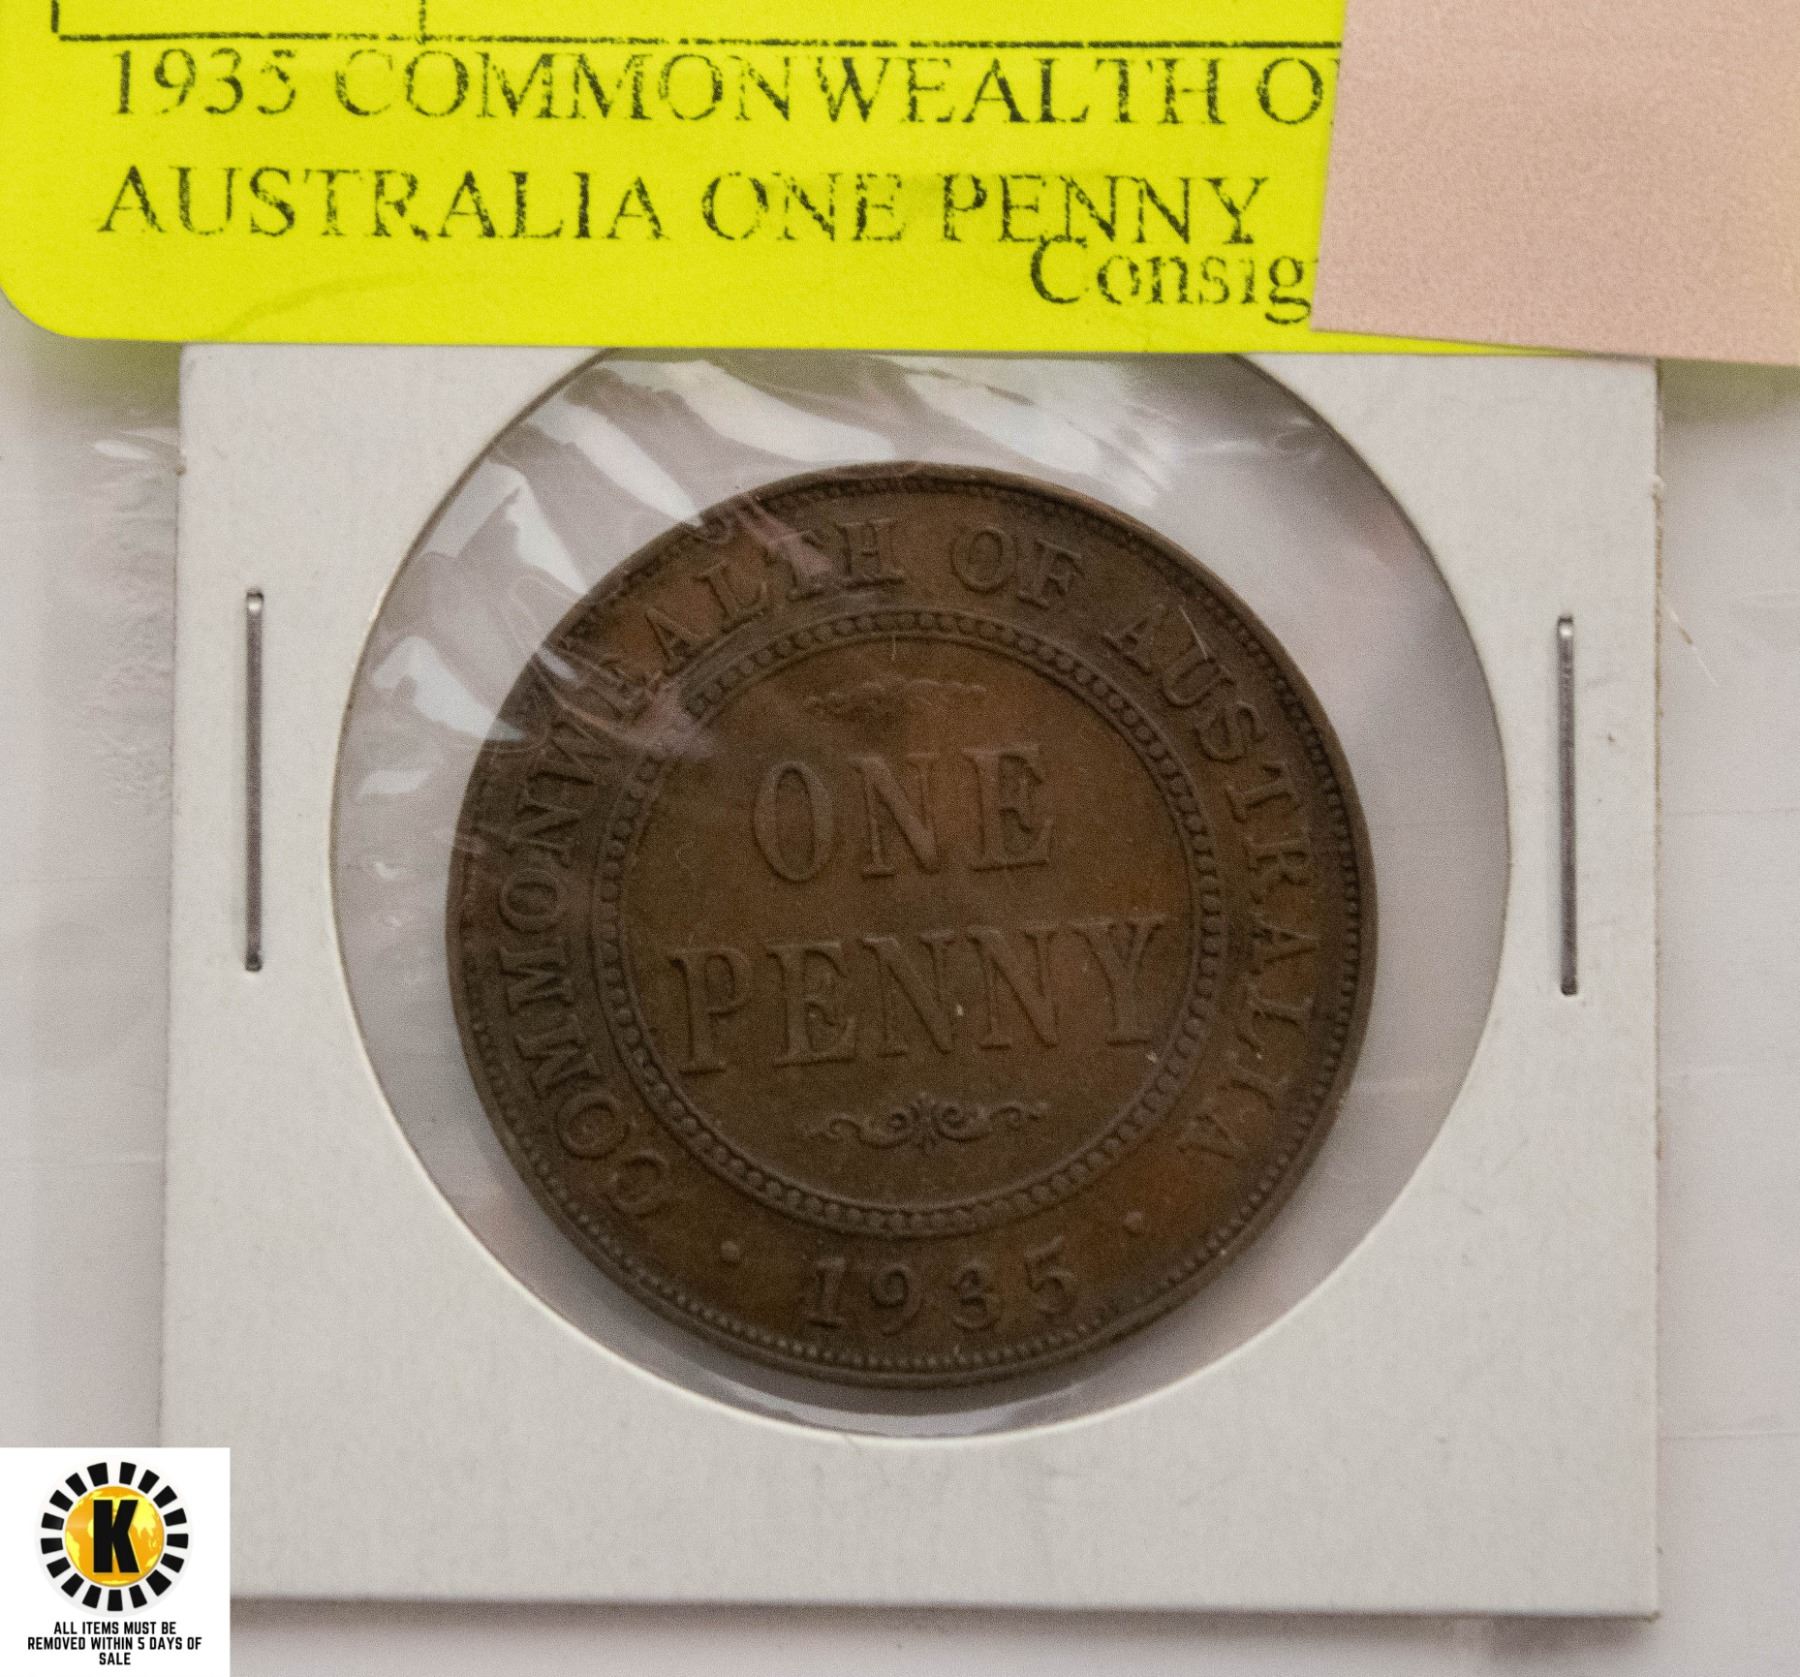 1935 COMMONWEALTH O
AUSTRALIA ONE PENNY
Consig
COMMONWEALTH OF AUSTRALIA
ONE
PENNY
· 1935 ·
K
ALL ITEMS MUST BE
REMOVED WITHIN 5 DAYS OF
SALE